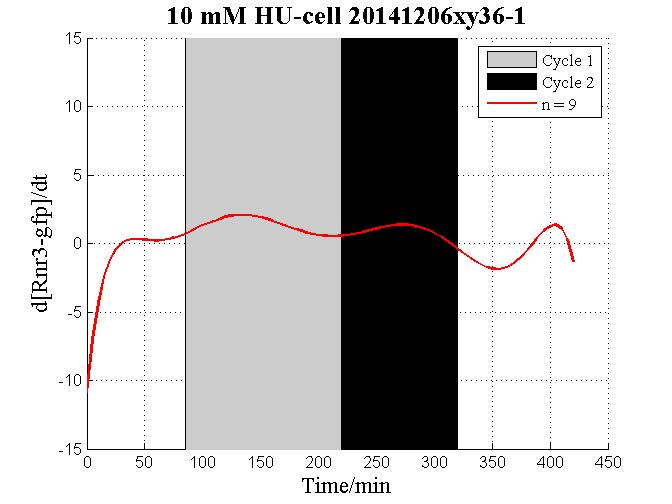 10 mM HU-cell 20141206xy36-1
15
10
5
0
-5
-10
-15
d[Rnr3-gfp]/dt
Cycle 1
Cycle 2
n = 9
0 50 100 150 200 250 300 350 400 450
Time/min